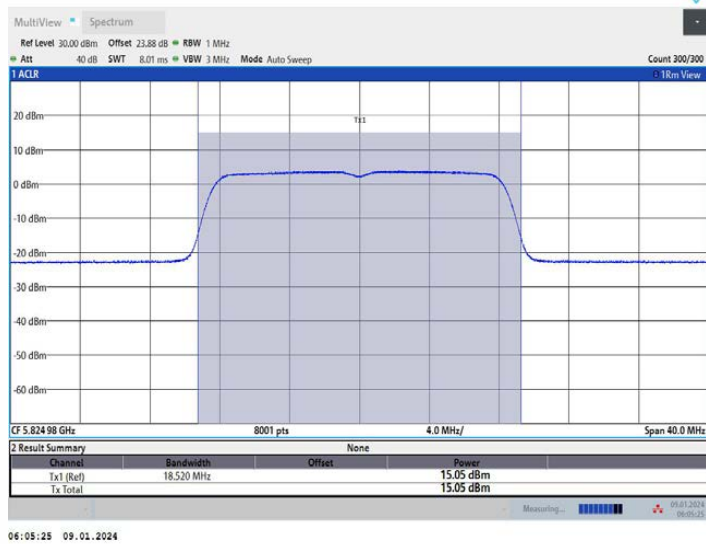 MultiView Spectrum
Ref Level 30.00 dBm Offset 23.88 dB RBW 1 MHz
Att 40 dB SWT 8.01 ms VBW 3 MHz Mode Auto Sweep Count 300/300
1 ACLR 1Rm View
Tx1
20 dBm
10 dBm
0 dBm
-10 dBm
-20 dBm
-30 dBm
-40 dBm
-50 dBm
-60 dBm
CF 5.824 98 GHz 8001 pts 4.0 MHz/ Span 40.0 MHz
2 Result Summary None
Channel Bandwidth Offset Power
Tx1 (Ref) 18.520 MHz 15.05 dBm
Tx Total 15.05 dBm
Measuring... 09.01.2024
06:05:25
06:05:25 09.01.2024